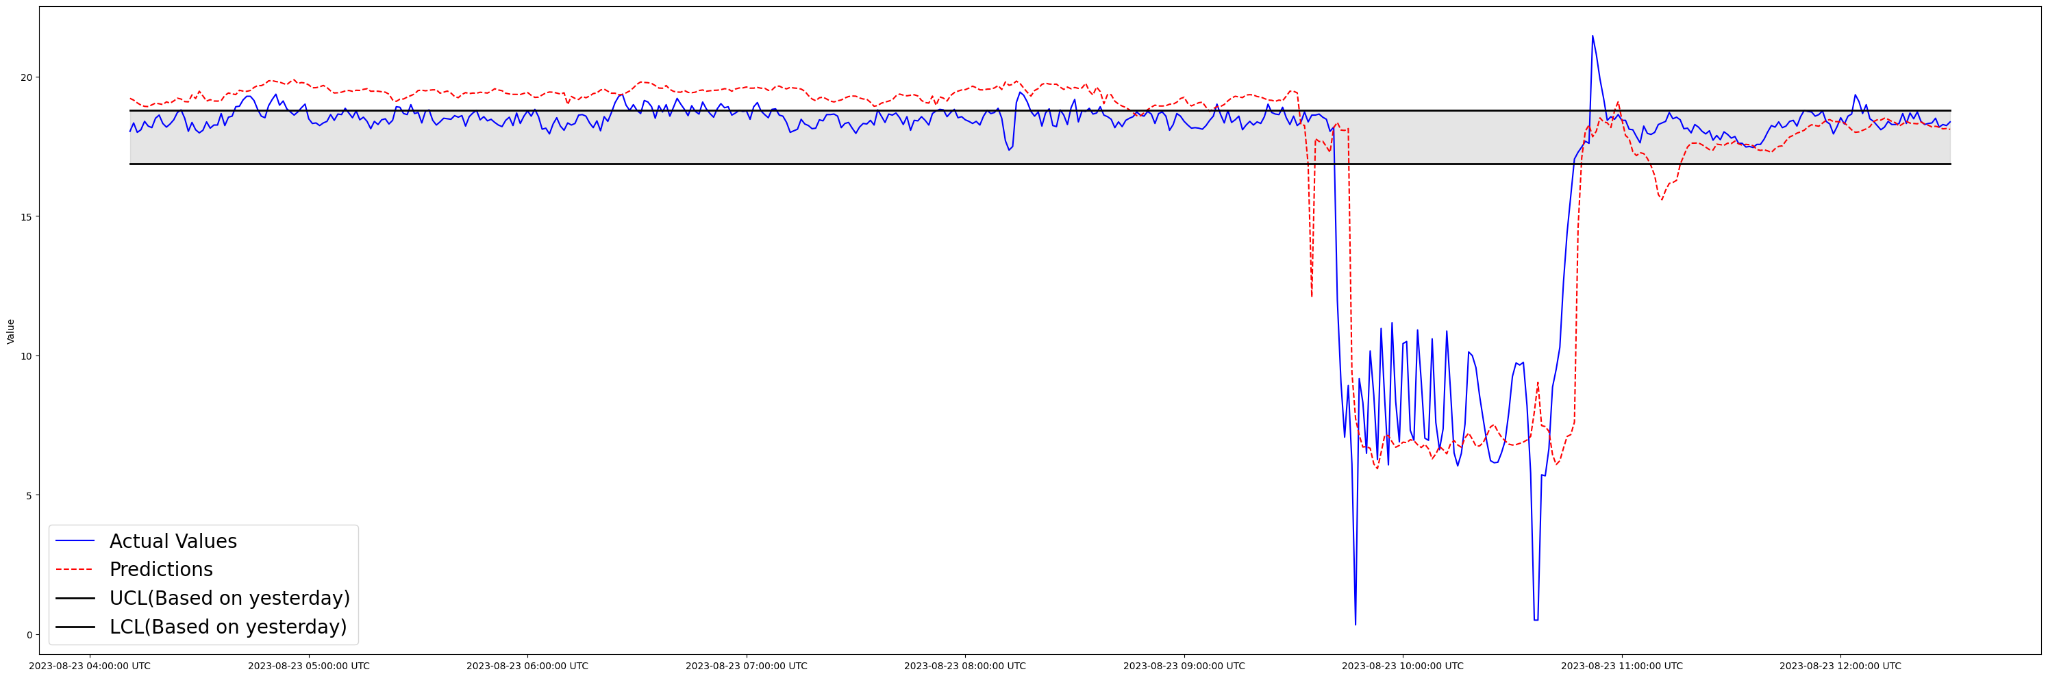 20
15
10
5
0
Value
Actual Values
Predictions
UCL(Based on yesterday)
LCL(Based on yesterday)
2023-08-23 04:00:00 UTC
2023-08-23 05:00:00 UTC
2023-08-23 06:00:00 UTC
2023-08-23 07:00:00 UTC
2023-08-23 08:00:00 UTC
2023-08-23 09:00:00 UTC
2023-08-23 10:00:00 UTC
2023-08-23 11:00:00 UTC
2023-08-23 12:00:00 UTC